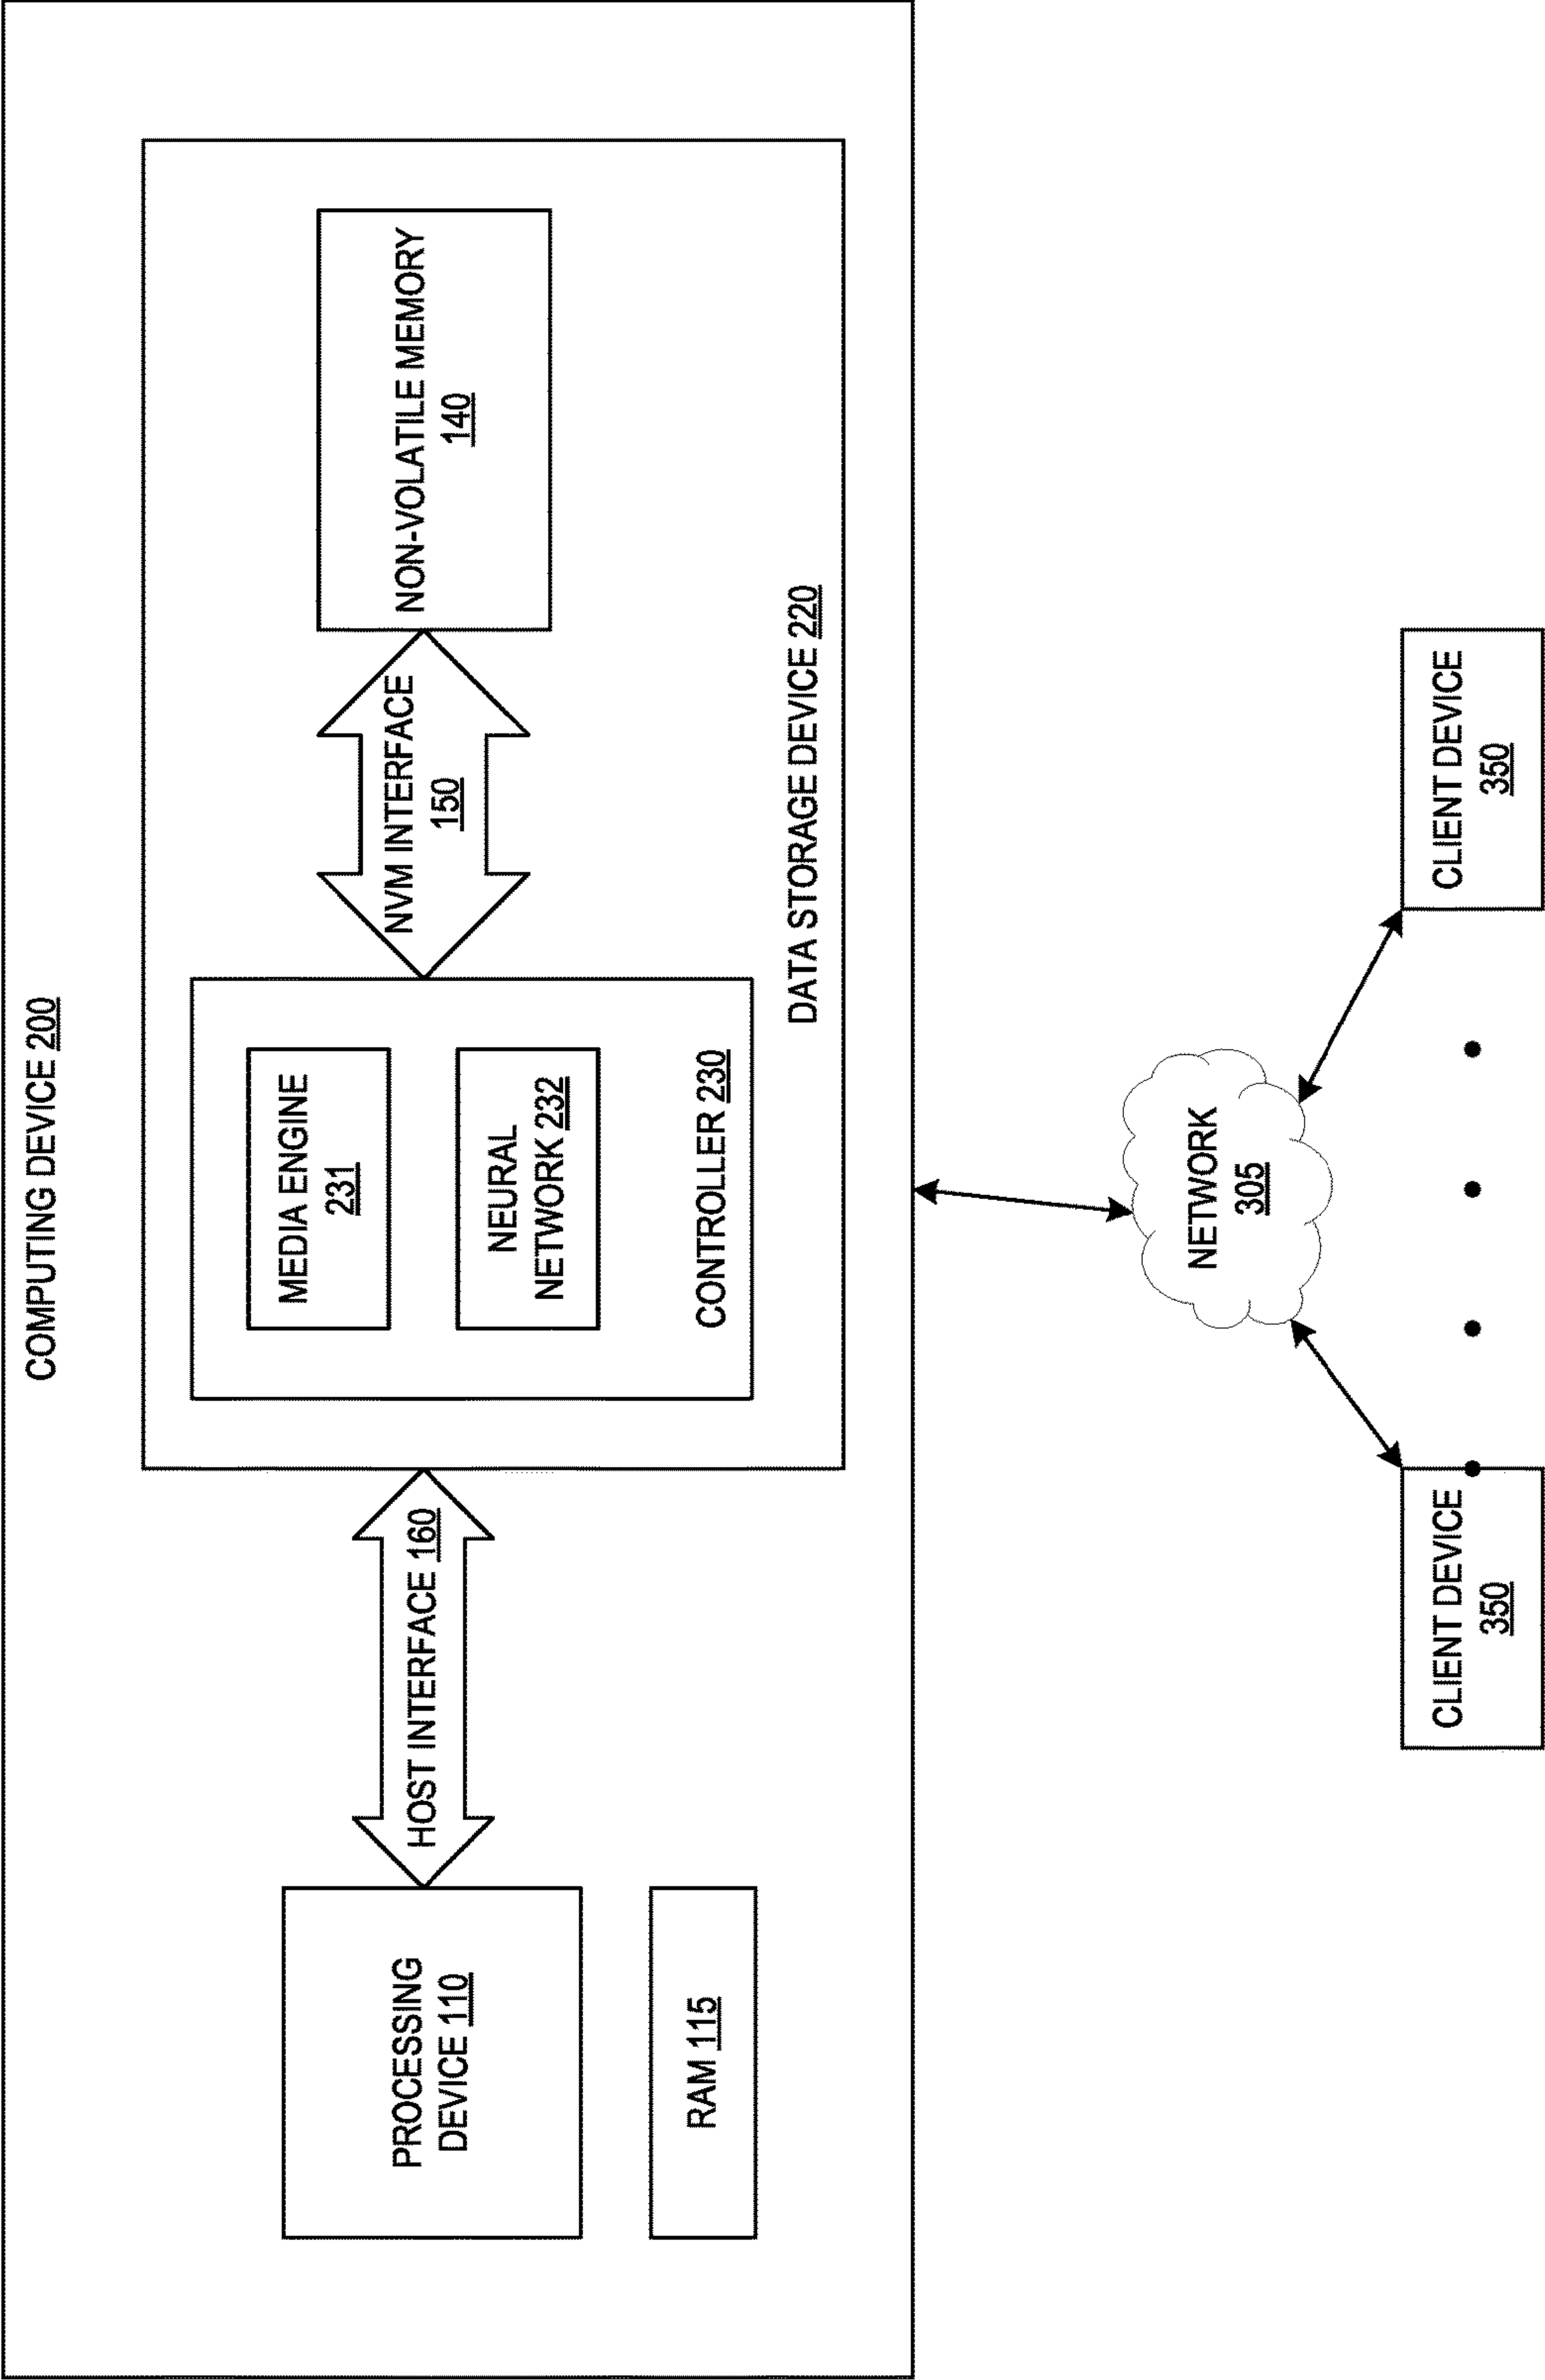 COMPUTING DEVICE 200
PROCESSING
DEVICE 110
RAM 115
HOST INTERFACE 160
MEDIA ENGINE
231
NEURAL
NETWORK 232
CONTROLLER 230
NVM INTERFACE
150
NON-VOLATILE MEMORY
140
DATA STORAGE DEVICE 220
NETWORK
305
CLIENT DEVICE
350
CLIENT DEVICE
350